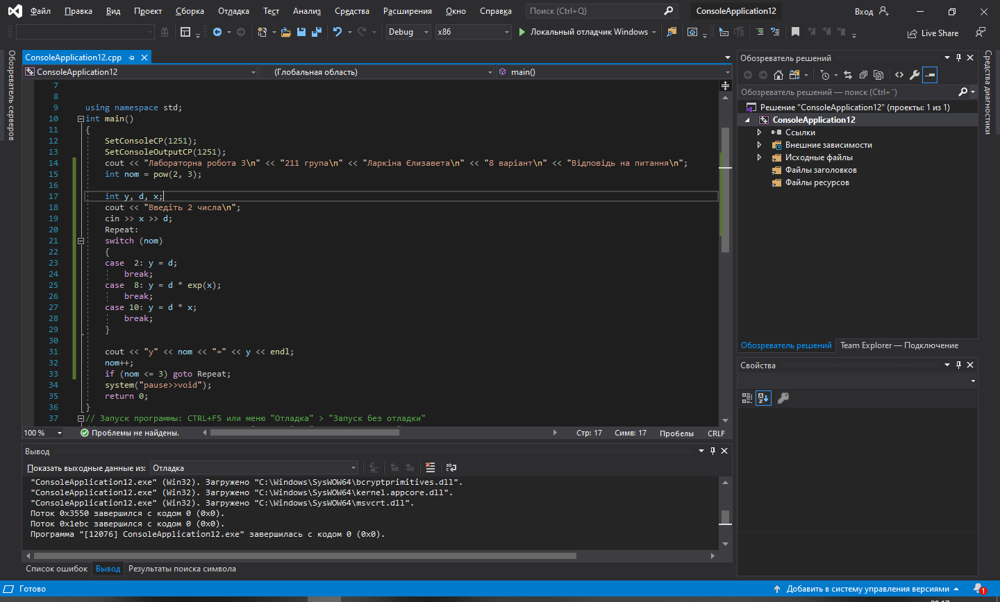 Файл Правка Вид Проект Сборка Отладка Тест Анализ Средства Расширения Окно Справка Поиск (Ctrl+Q) ConsoleApplication12 Вход
Debug x86 Локальный отладчик Windows Live Share
Обозреватель серверов
ConsoleApplication12.cpp
ConsoleApplication12 (Глобальная область) main()
7
8
9 using namespace std;
10 int main()
11 {
12 SetConsoleCP(1251);
13 SetConsoleOutputCP(1251);
14 cout << "Лабораторна робота 3\n" << "211 група\n" << "Ларкіна Єлизавета\n" << "8 варіант\n" << "Відповідь на питання\n";
15 int nom = pow(2, 3);
16
17 int y, d, x;
18 cout << "Введіть 2 числа\n";
19 cin >> x >> d;
20 Repeat:
21 switch (nom)
22 {
23 case  2: y = d;
24 break;
25 case  8: y = d * exp(x);
26 break;
27 case 10: y = d * x;
28 break;
29 }
30
31 cout << "y" << nom << "=" << y << endl;
32 nom++;
33 if (nom <= 3) goto Repeat;
34 system("pause>>void");
35 return 0;
36 }
37 // Запуск программы: CTRL+F5 или меню "Отладка" > "Запуск без отладки"
100 % Проблемы не найдены. Стр: 17 Симв: 17 Пробелы CRLF
Вывод
Показать выходные данные из: Отладка
"ConsoleApplication12.exe" (Win32). Загружено "C:\Windows\SysWOW64\bcryptprimitives.dll".
"ConsoleApplication12.exe" (Win32). Загружено "C:\Windows\SysWOW64\kernel.appcore.dll".
"ConsoleApplication12.exe" (Win32). Загружено "C:\Windows\SysWOW64\msvcrt.dll".
Поток 0x3550 завершился с кодом 0 (0x0).
Поток 0x1ebc завершился с кодом 0 (0x0).
Программа "[12076] ConsoleApplication12.exe" завершилась с кодом 0 (0x0).
Список ошибок Вывод Результаты поиска символа
Обозреватель решений
Обозреватель решений — поиск (Ctrl+¨)
Решение "ConsoleApplication12" (проекты: 1 из 1)
ConsoleApplication12
Ссылки
Внешние зависимости
Исходные файлы
Файлы заголовков
Файлы ресурсов
Обозреватель решений Team Explorer — Подключение
Свойства
Средства диагностики
Готово Добавить в систему управления версиями 1